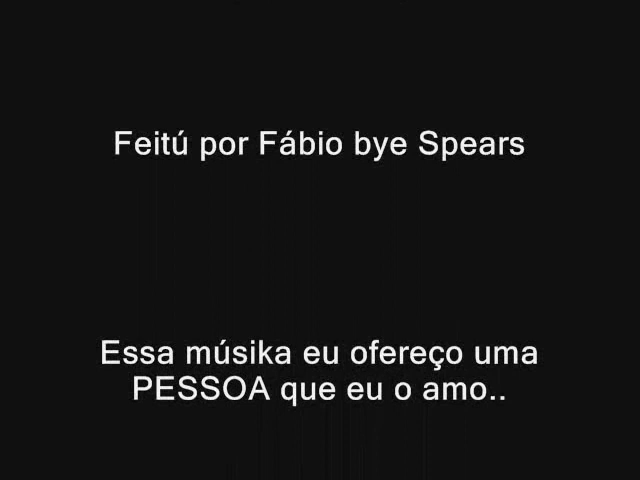 Feitú por Fábio bye Spears
Essa músika eu ofereço uma
PESSOA que eu o amo..